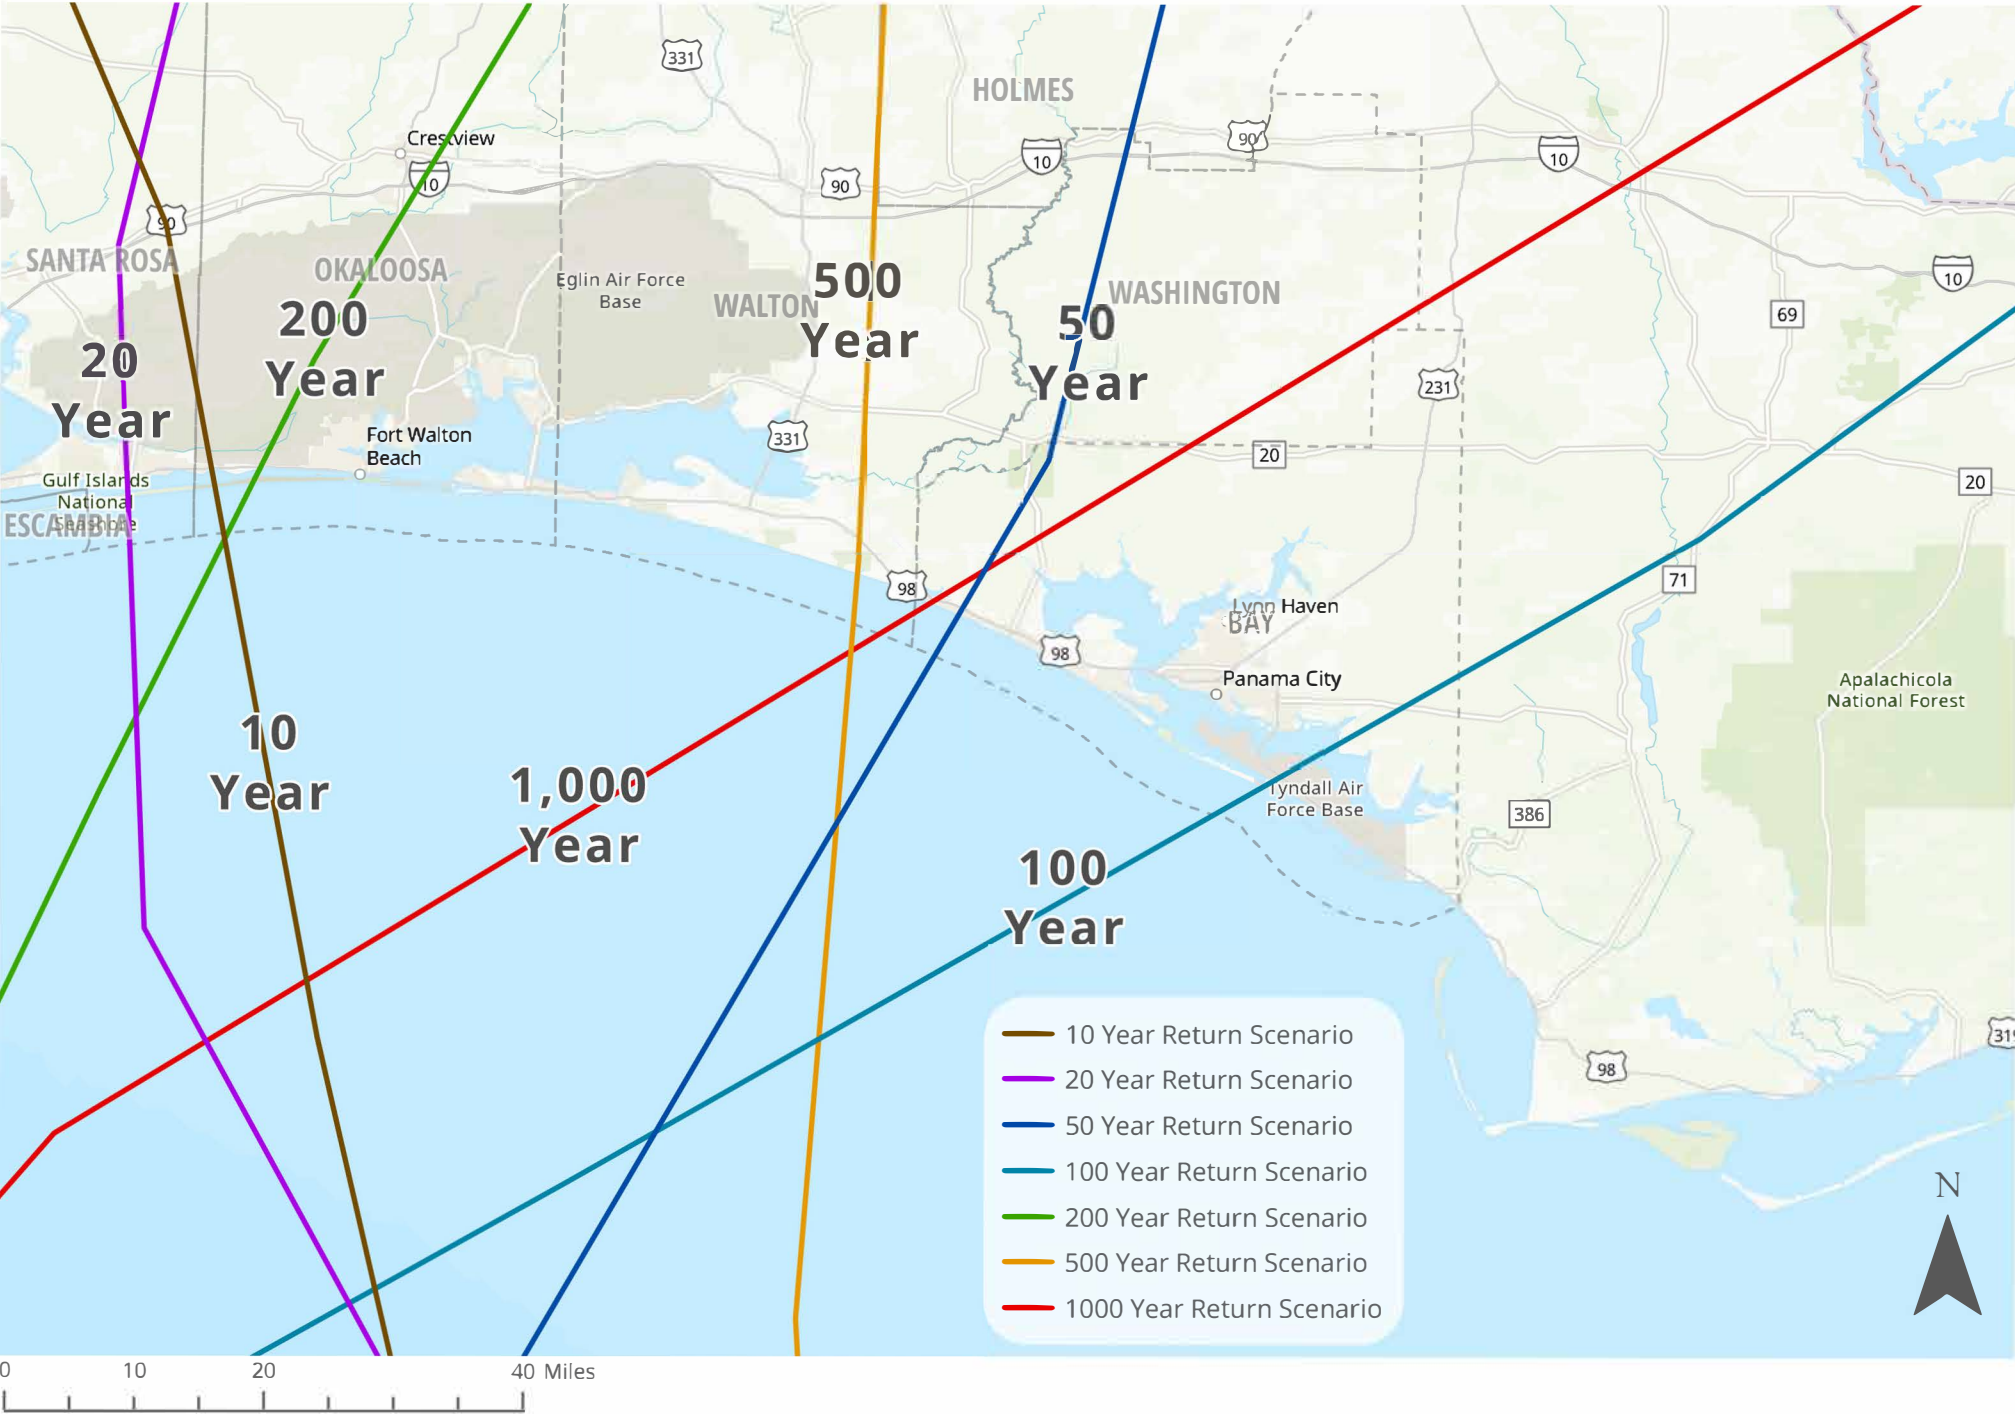 331
HOLMES
Crestview
90
10
10
10
90
90
10
SANTA ROSA
OKALOOSA
Eglin Air Force
Base
WALTON
500
Year
WASHINGTON
10
69
200
Year
50
Year
20
Year
231
Fort Walton
Beach
331
20
20
Gulf Islands
National
Seashore
ESCAMBIA
98
71
Lynn Haven
BAY
98
Panama City
Apalachicola
National Forest
10
Year
1,000
Year
Tyndall Air
Force Base
386
100
Year
319
98
10 Year Return Scenario
20 Year Return Scenario
50 Year Return Scenario
100 Year Return Scenario
200 Year Return Scenario
500 Year Return Scenario
1000 Year Return Scenario
N
0 10 20 40 Miles